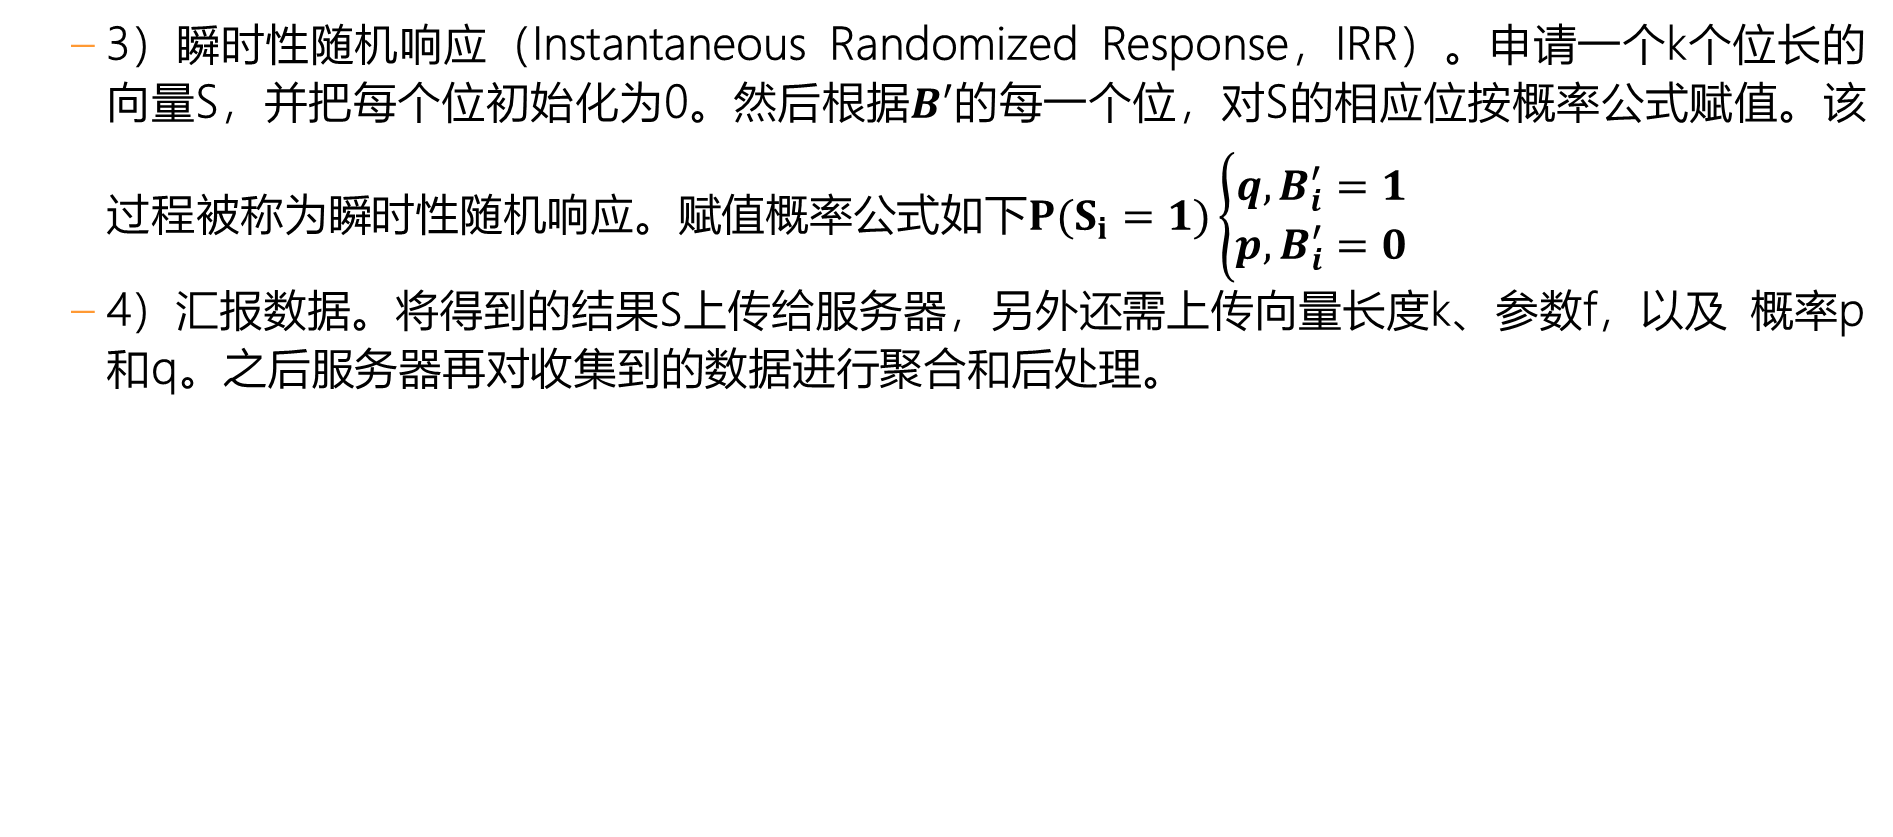 – 3）瞬时性随机响应（Instantaneous Randomized Response，IRR）。申请一个k个位长的
向量S，并把每个位初始化为0。然后根据B′的每一个位，对S的相应位按概率公式赋值。该
过程被称为瞬时性随机响应。赋值概率公式如下P(S_i = 1){q, B′_i = 1
p, B′_i = 0
– 4）汇报数据。将得到的结果S上传给服务器，另外还需上传向量长度k、参数f，以及 概率p
和q。之后服务器再对收集到的数据进行聚合和后处理。